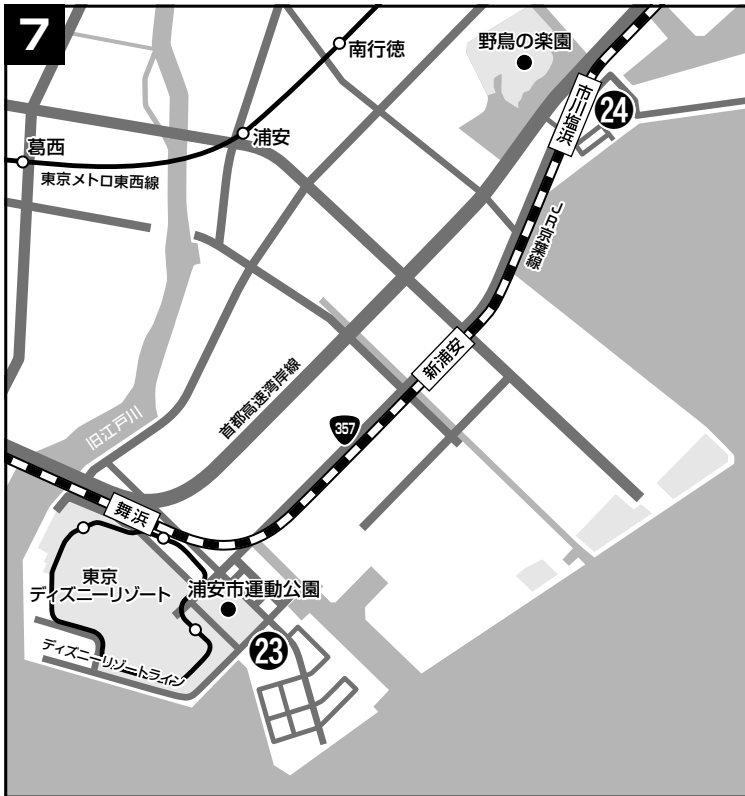 7
南行徳
野鳥の楽園
市川塩浜
24
浦安
葛西
東京メトロ東西線
JR京葉線
新浦安
首都高速湾岸線
357
旧江戸川
舞浜
東京
ディズニーリゾート
浦安市運動公園
23
ディズニーリゾートライン